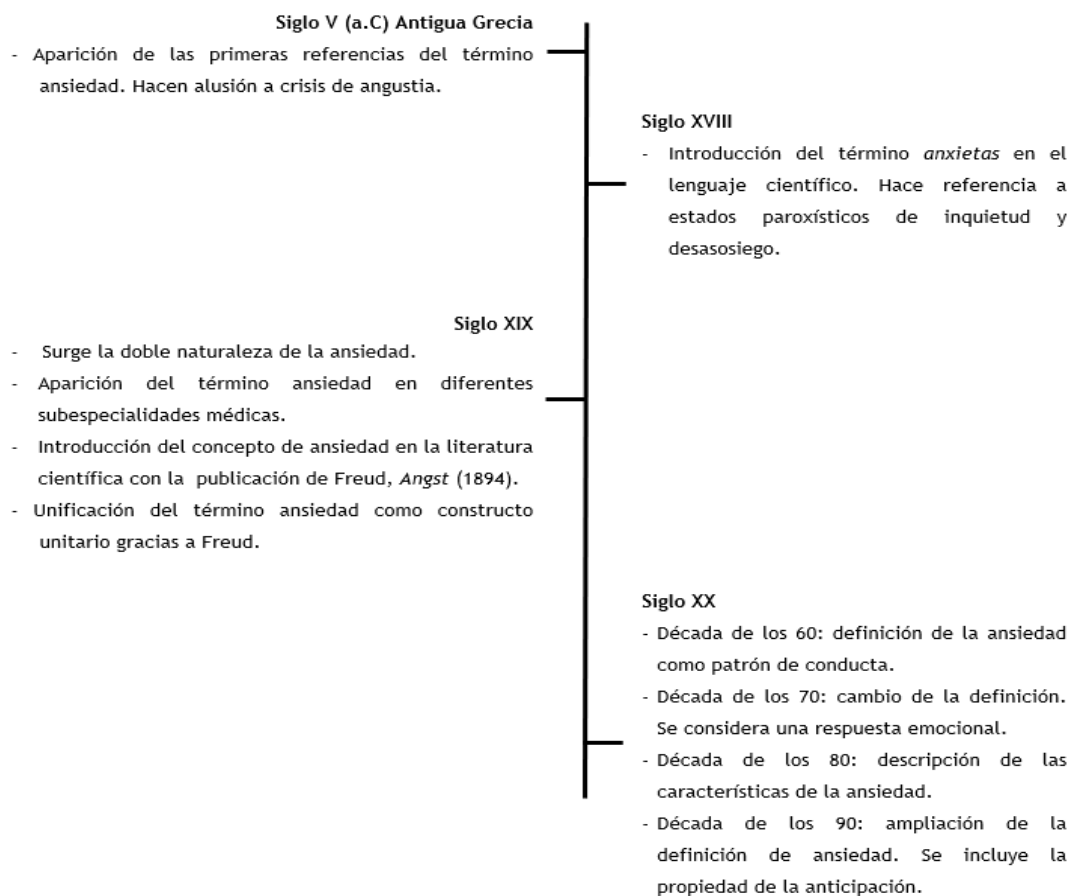 Siglo V (a.C) Antigua Grecia
- Aparición de las primeras referencias del término
ansiedad. Hacen alusión a crisis de angustia.
Siglo XVIII
- Introducción del término anxietas en el
lenguaje científico. Hace referencia a
estados paroxísticos de inquietud y
desasosiego.
Siglo XIX
- Surge la doble naturaleza de la ansiedad.
- Aparición del término ansiedad en diferentes
subespecialidades médicas.
- Introducción del concepto de ansiedad en la literatura
científica con la publicación de Freud, Angst (1894).
- Unificación del término ansiedad como constructo
unitario gracias a Freud.
Siglo XX
- Década de los 60: definición de la ansiedad
como patrón de conducta.
- Década de los 70: cambio de la definición.
Se considera una respuesta emocional.
- Década de los 80: descripción de las
características de la ansiedad.
- Década de los 90: ampliación de la
definición de ansiedad. Se incluye la
propiedad de la anticipación.